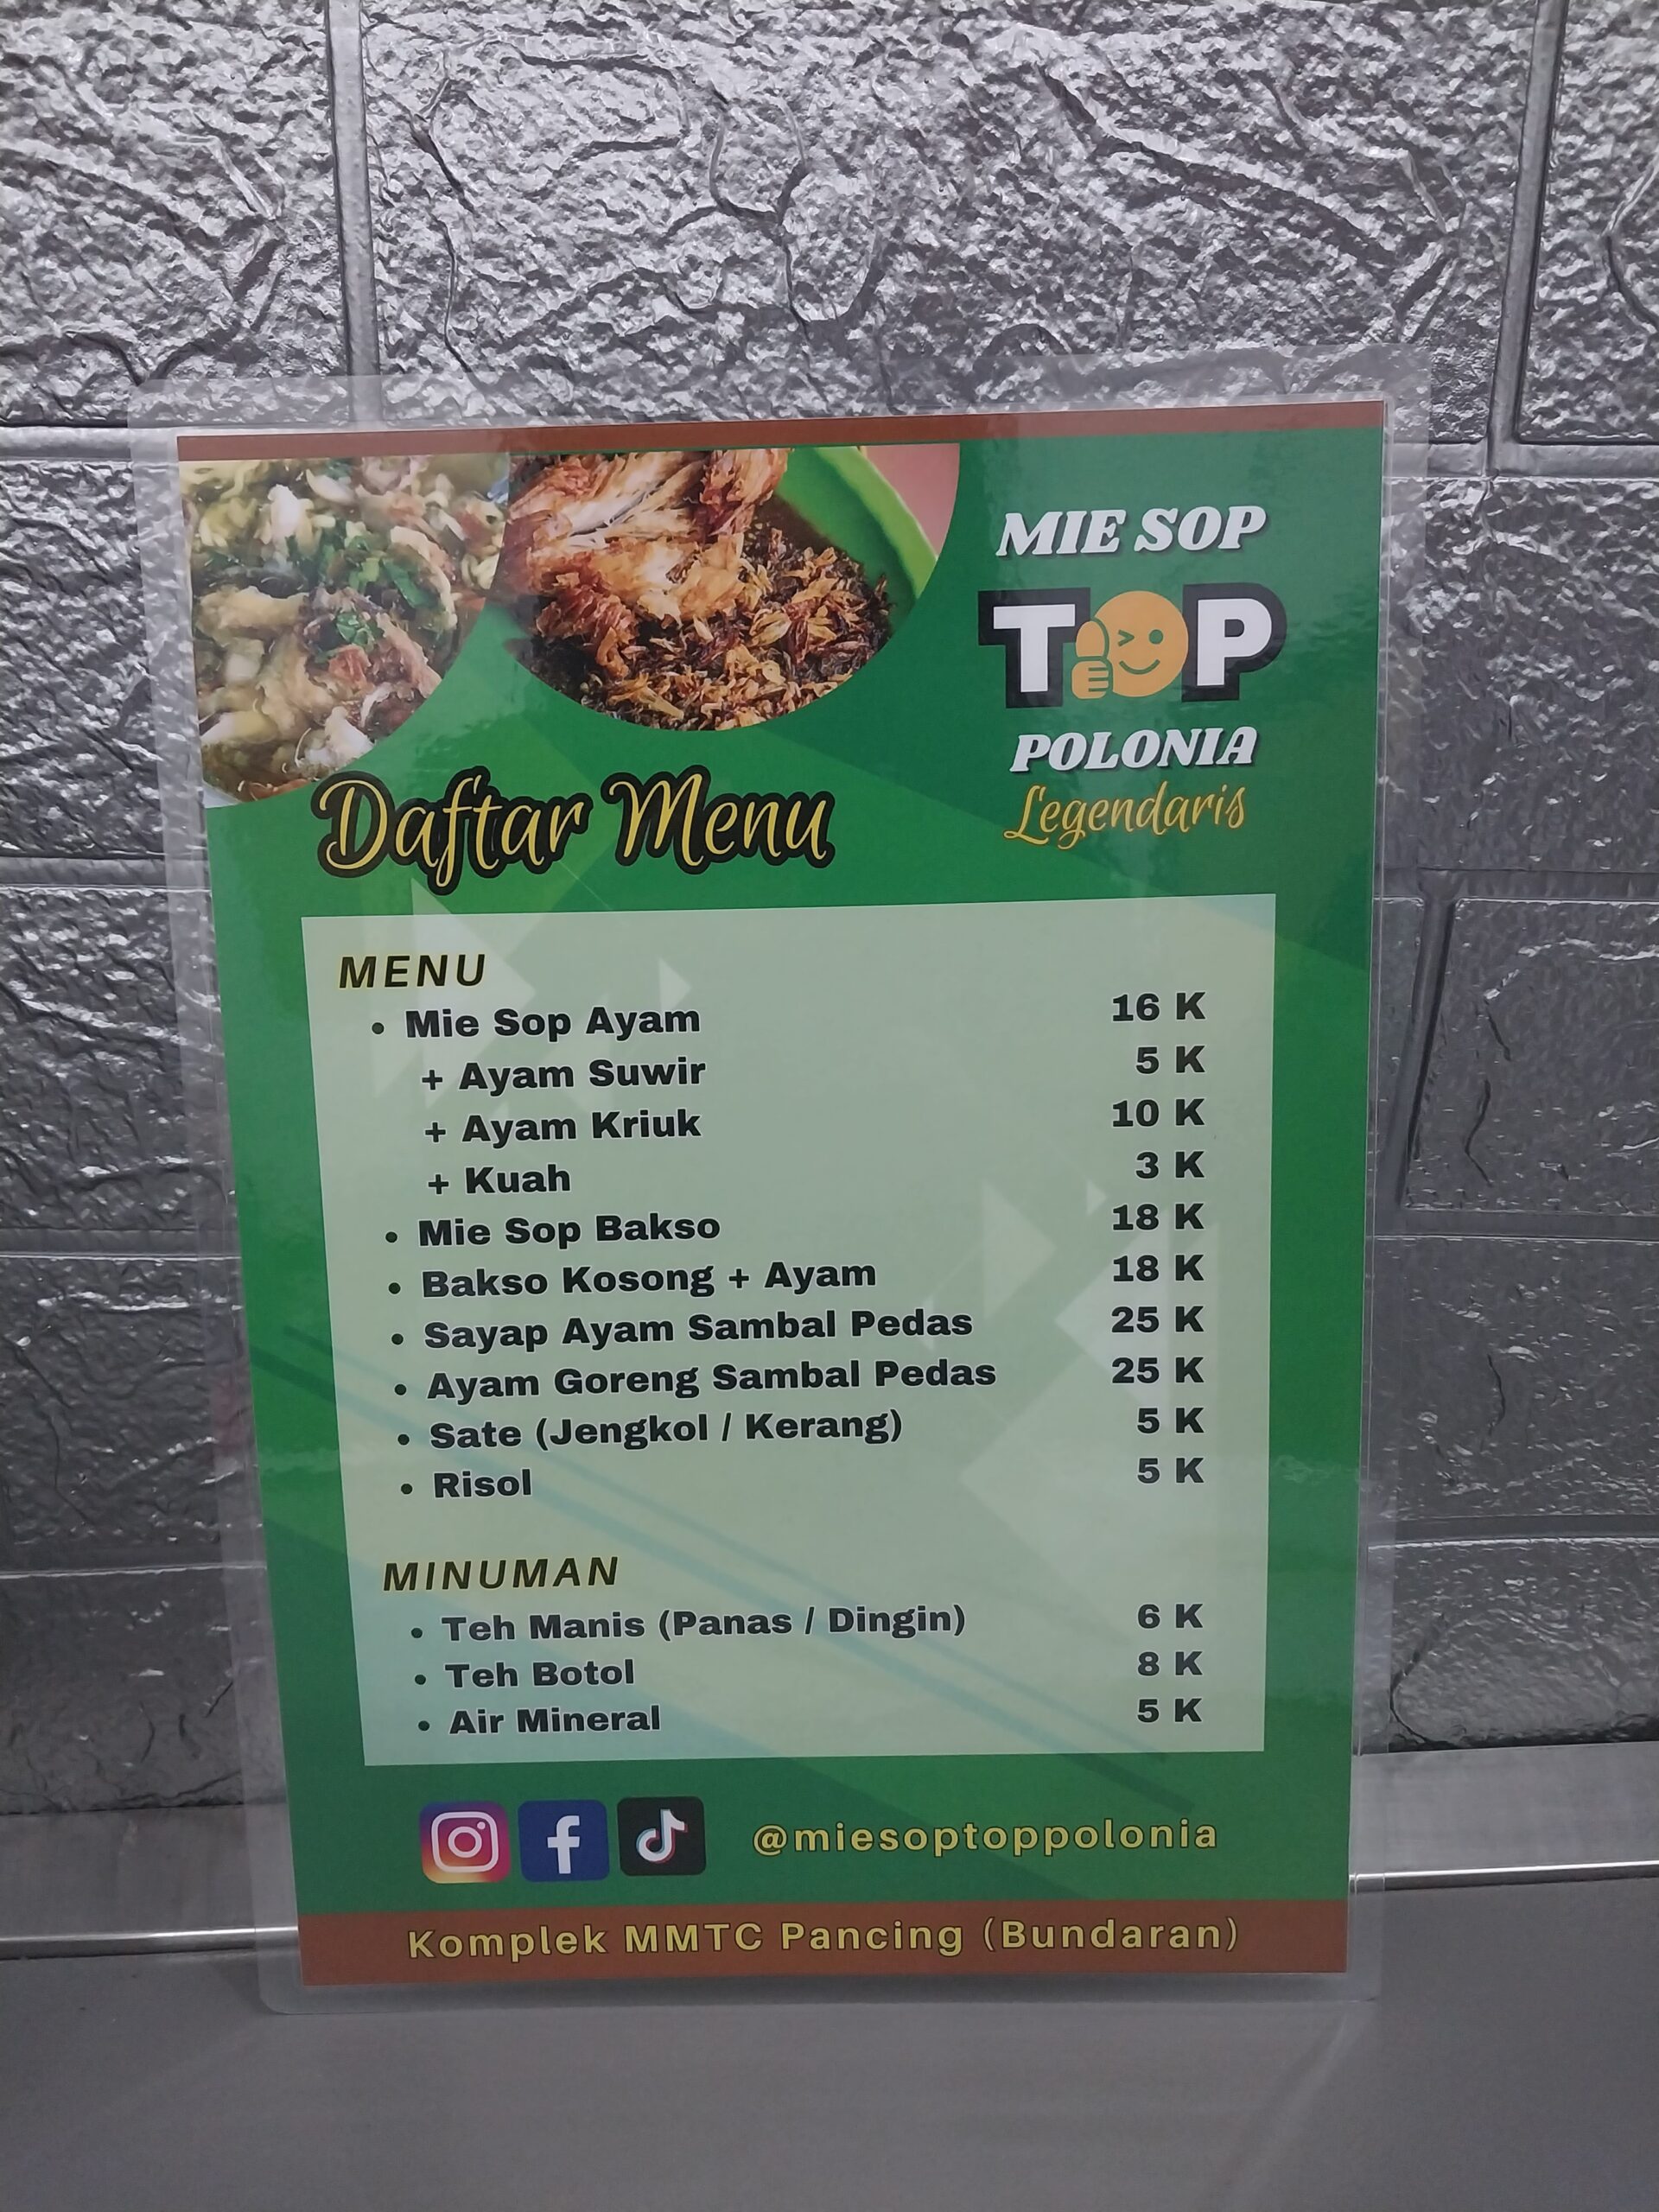 MIE SOP
TOP
POLONIA
Legendaris
Daftar Menu
MENU
• Mie Sop Ayam 16 K
+ Ayam Suwir 5 K
+ Ayam Kriuk 10 K
+ Kuah 3 K
• Mie Sop Bakso 18 K
• Bakso Kosong + Ayam 18 K
• Sayap Ayam Sambal Pedas 25 K
• Ayam Goreng Sambal Pedas 25 K
• Sate (Jengkol / Kerang) 5 K
• Risol 5 K
MINUMAN
• Teh Manis (Panas / Dingin) 6 K
• Teh Botol 8 K
• Air Mineral 5 K
@miesoptoppolonia
Komplek MMTC Pancing (Bundaran)